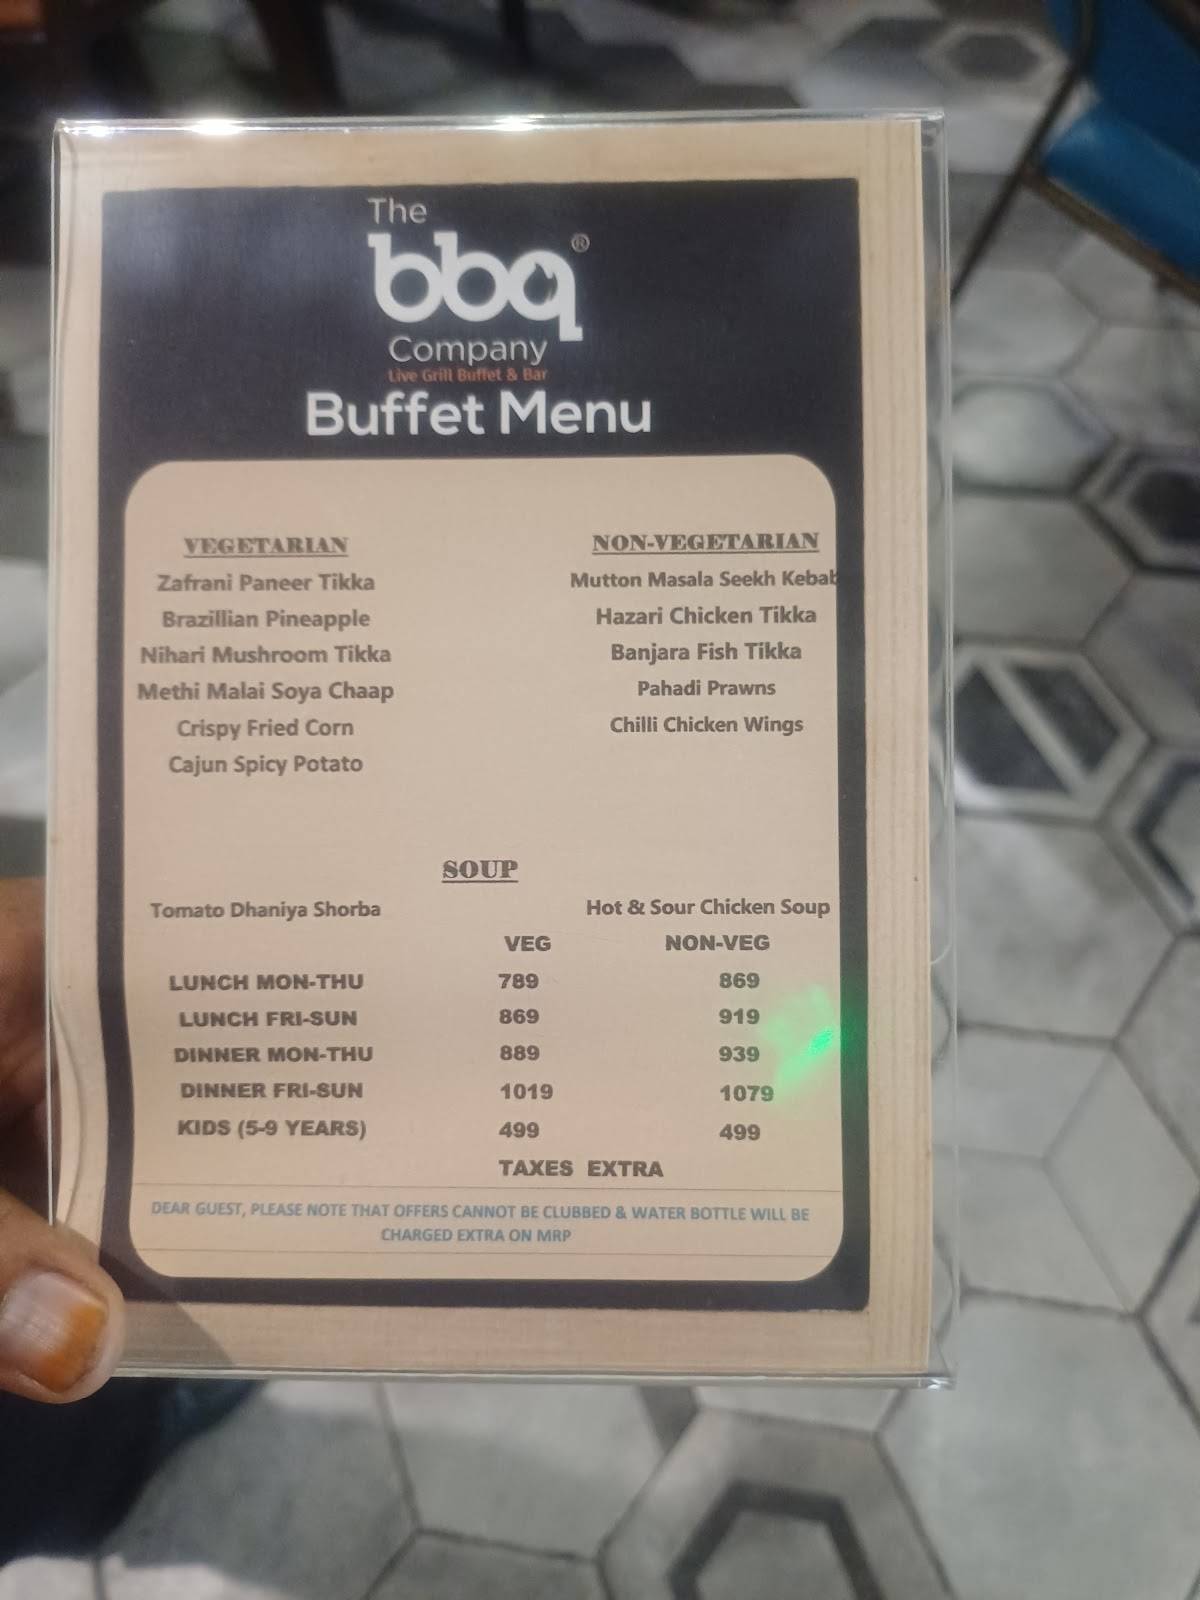 The
bbq®
Company
Live Grill Buffet & Bar
Buffet Menu
VEGETARIAN NON-VEGETARIAN
Zafrani Paneer Tikka Mutton Masala Seekh Kebab
Brazillian Pineapple Hazari Chicken Tikka
Nihari Mushroom Tikka Banjara Fish Tikka
Methi Malai Soya Chaap Pahadi Prawns
Crispy Fried Corn Chilli Chicken Wings
Cajun Spicy Potato
SOUP
Tomato Dhaniya Shorba Hot & Sour Chicken Soup
VEG NON-VEG
LUNCH MON-THU 789 869
LUNCH FRI-SUN 869 919
DINNER MON-THU 889 939
DINNER FRI-SUN 1019 1079
KIDS (5-9 YEARS) 499 499
TAXES EXTRA
DEAR GUEST, PLEASE NOTE THAT OFFERS CANNOT BE CLUBBED & WATER BOTTLE WILL BE
CHARGED EXTRA ON MRP